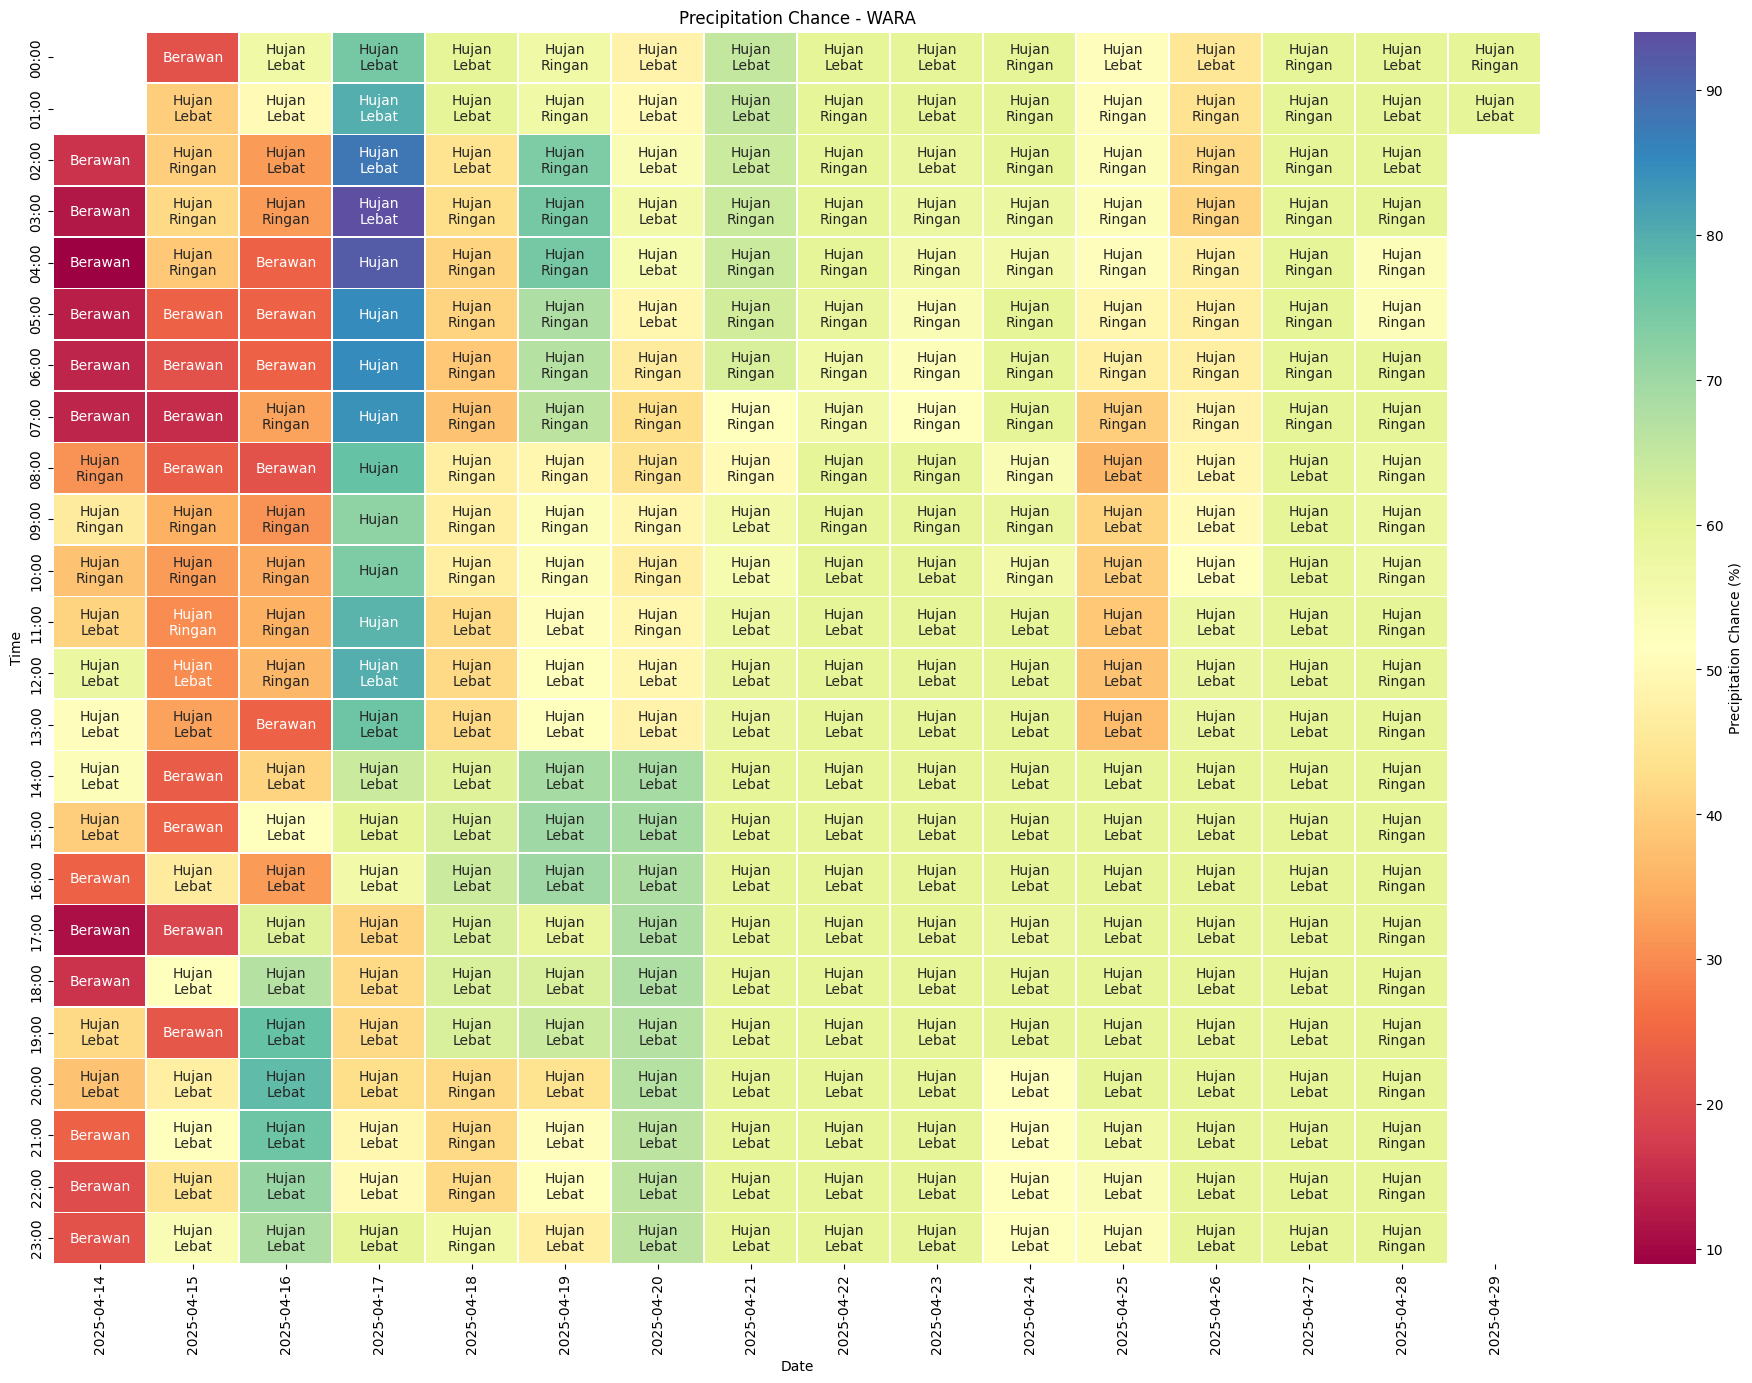 Precipitation Chance - WARA
00:00 Berawan Hujan Lebat Hujan Lebat Hujan Lebat Hujan Ringan Hujan Lebat Hujan Lebat Hujan Lebat Hujan Lebat Hujan Ringan Hujan Lebat Hujan Lebat Hujan Ringan Hujan Lebat Hujan Ringan
01:00 Hujan Lebat Hujan Lebat Hujan Lebat Hujan Lebat Hujan Ringan Hujan Lebat Hujan Lebat Hujan Ringan Hujan Lebat Hujan Ringan Hujan Ringan Hujan Ringan Hujan Ringan Hujan Lebat Hujan Lebat
02:00 Berawan Hujan Ringan Hujan Lebat Hujan Lebat Hujan Lebat Hujan Ringan Hujan Lebat Hujan Lebat Hujan Ringan Hujan Lebat Hujan Ringan Hujan Ringan Hujan Ringan Hujan Ringan Hujan Lebat
03:00 Berawan Hujan Ringan Hujan Ringan Hujan Lebat Hujan Ringan Hujan Ringan Hujan Lebat Hujan Ringan Hujan Ringan Hujan Ringan Hujan Ringan Hujan Ringan Hujan Ringan Hujan Ringan Hujan Ringan
04:00 Berawan Hujan Ringan Berawan Hujan Hujan Ringan Hujan Ringan Hujan Lebat Hujan Ringan Hujan Ringan Hujan Ringan Hujan Ringan Hujan Ringan Hujan Ringan Hujan Ringan Hujan Ringan
05:00 Berawan Berawan Berawan Hujan Hujan Ringan Hujan Ringan Hujan Lebat Hujan Ringan Hujan Ringan Hujan Ringan Hujan Ringan Hujan Ringan Hujan Ringan Hujan Ringan Hujan Ringan
06:00 Berawan Berawan Berawan Hujan Hujan Ringan Hujan Ringan Hujan Ringan Hujan Ringan Hujan Ringan Hujan Ringan Hujan Ringan Hujan Ringan Hujan Ringan Hujan Ringan Hujan Ringan
07:00 Berawan Berawan Hujan Ringan Hujan Hujan Ringan Hujan Ringan Hujan Ringan Hujan Ringan Hujan Ringan Hujan Ringan Hujan Ringan Hujan Ringan Hujan Ringan Hujan Ringan Hujan Ringan
08:00 Hujan Ringan Berawan Berawan Hujan Hujan Ringan Hujan Ringan Hujan Ringan Hujan Ringan Hujan Ringan Hujan Ringan Hujan Ringan Hujan Lebat Hujan Lebat Hujan Lebat Hujan Ringan
09:00 Hujan Ringan Hujan Ringan Hujan Ringan Hujan Hujan Ringan Hujan Ringan Hujan Ringan Hujan Lebat Hujan Ringan Hujan Ringan Hujan Ringan Hujan Lebat Hujan Lebat Hujan Lebat Hujan Ringan
10:00 Hujan Ringan Hujan Ringan Hujan Ringan Hujan Hujan Ringan Hujan Ringan Hujan Ringan Hujan Lebat Hujan Lebat Hujan Lebat Hujan Ringan Hujan Lebat Hujan Lebat Hujan Lebat Hujan Ringan
11:00 Hujan Lebat Hujan Ringan Hujan Ringan Hujan Hujan Lebat Hujan Lebat Hujan Ringan Hujan Lebat Hujan Lebat Hujan Lebat Hujan Lebat Hujan Lebat Hujan Lebat Hujan Lebat Hujan Ringan
12:00 Hujan Lebat Hujan Lebat Hujan Ringan Hujan Lebat Hujan Lebat Hujan Lebat Hujan Lebat Hujan Lebat Hujan Lebat Hujan Lebat Hujan Lebat Hujan Lebat Hujan Lebat Hujan Lebat Hujan Ringan
13:00 Hujan Lebat Hujan Lebat Berawan Hujan Lebat Hujan Lebat Hujan Lebat Hujan Lebat Hujan Lebat Hujan Lebat Hujan Lebat Hujan Lebat Hujan Lebat Hujan Lebat Hujan Lebat Hujan Ringan
14:00 Hujan Lebat Berawan Hujan Lebat Hujan Lebat Hujan Lebat Hujan Lebat Hujan Lebat Hujan Lebat Hujan Lebat Hujan Lebat Hujan Lebat Hujan Lebat Hujan Lebat Hujan Lebat Hujan Ringan
15:00 Hujan Lebat Berawan Hujan Lebat Hujan Lebat Hujan Lebat Hujan Lebat Hujan Lebat Hujan Lebat Hujan Lebat Hujan Lebat Hujan Lebat Hujan Lebat Hujan Lebat Hujan Lebat Hujan Ringan
16:00 Berawan Hujan Lebat Hujan Lebat Hujan Lebat Hujan Lebat Hujan Lebat Hujan Lebat Hujan Lebat Hujan Lebat Hujan Lebat Hujan Lebat Hujan Lebat Hujan Lebat Hujan Lebat Hujan Ringan
17:00 Berawan Berawan Hujan Lebat Hujan Lebat Hujan Lebat Hujan Lebat Hujan Lebat Hujan Lebat Hujan Lebat Hujan Lebat Hujan Lebat Hujan Lebat Hujan Lebat Hujan Lebat Hujan Ringan
18:00 Berawan Hujan Lebat Hujan Lebat Hujan Lebat Hujan Lebat Hujan Lebat Hujan Lebat Hujan Lebat Hujan Lebat Hujan Lebat Hujan Lebat Hujan Lebat Hujan Lebat Hujan Lebat Hujan Ringan
19:00 Hujan Lebat Berawan Hujan Lebat Hujan Lebat Hujan Lebat Hujan Lebat Hujan Lebat Hujan Lebat Hujan Lebat Hujan Lebat Hujan Lebat Hujan Lebat Hujan Lebat Hujan Lebat Hujan Ringan
20:00 Hujan Lebat Hujan Lebat Hujan Lebat Hujan Lebat Hujan Ringan Hujan Lebat Hujan Lebat Hujan Lebat Hujan Lebat Hujan Lebat Hujan Lebat Hujan Lebat Hujan Lebat Hujan Lebat Hujan Ringan
21:00 Berawan Hujan Lebat Hujan Lebat Hujan Lebat Hujan Ringan Hujan Lebat Hujan Lebat Hujan Lebat Hujan Lebat Hujan Lebat Hujan Lebat Hujan Lebat Hujan Lebat Hujan Lebat Hujan Ringan
22:00 Berawan Hujan Lebat Hujan Lebat Hujan Lebat Hujan Ringan Hujan Lebat Hujan Lebat Hujan Lebat Hujan Lebat Hujan Lebat Hujan Lebat Hujan Lebat Hujan Lebat Hujan Lebat Hujan Ringan
23:00 Berawan Hujan Lebat Hujan Lebat Hujan Lebat Hujan Ringan Hujan Lebat Hujan Lebat Hujan Lebat Hujan Lebat Hujan Lebat Hujan Lebat Hujan Lebat Hujan Lebat Hujan Lebat Hujan Ringan
Time
2025-04-14 2025-04-15 2025-04-16 2025-04-17 2025-04-18 2025-04-19 2025-04-20 2025-04-21 2025-04-22 2025-04-23 2025-04-24 2025-04-25 2025-04-26 2025-04-27 2025-04-28 2025-04-29
Date
90
80
70
60
50
40
30
20
10
Precipitation Chance (%)